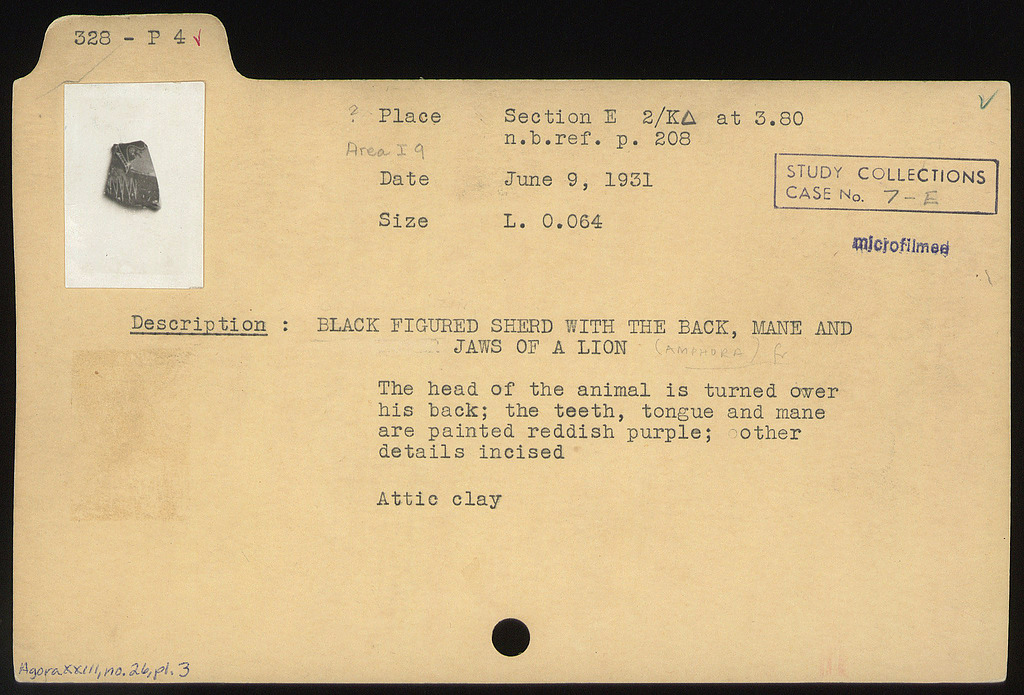 328 - P 4 ✓
✓
? Place Section E 2/KΔ at 3.80
n.b.ref. p. 208
Area I 9
Date June 9, 1931
STUDY COLLECTIONS
CASE No. 7-E
Size L. 0.064
microfilmed
Description : BLACK FIGURED SHERD WITH THE BACK, MANE AND
JAWS OF A LION (AMPHORA) fr
The head of the animal is turned over
his back; the teeth, tongue and mane
are painted reddish purple; other
details incised
Attic clay
Agora XXIII, no. 26, pl. 3